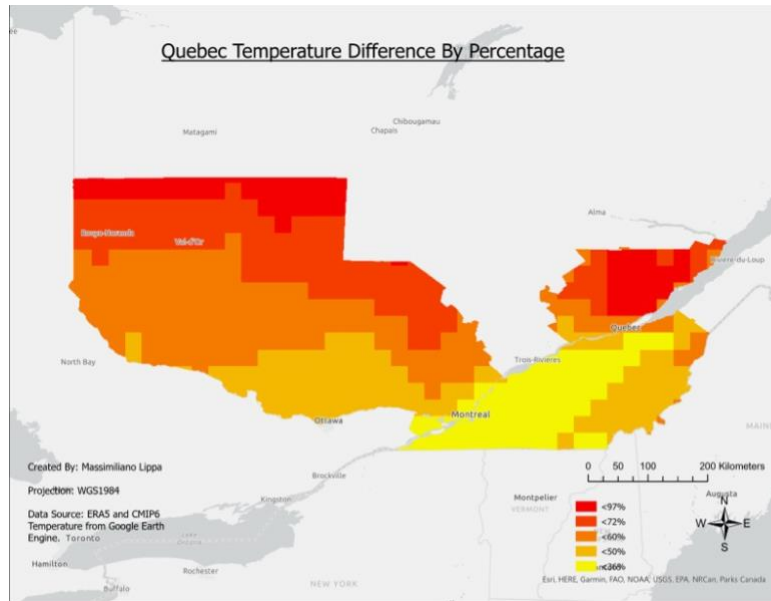 Quebec Temperature Difference By Percentage
Chibougamau
Matagami
Chapais
Alma
Rouyn-Noranda
Val-d'Or
Rivière-du-Loup
Québec
North Bay
Trois-Rivières
Montreal
Ottawa
MAINE
Created By: Massimiliano Lippa
Brockville
0 50 100 200 Kilometers
Projection: WGS1984
Kingston
Montpelier
VERMONT
Augusta
Data Source: ERA5 and CMIP6
Temperature from Google Earth
Engine.
Toronto
N
W E
S
<97%
<72%
<60%
<50%
<36%
Hamilton
Rochester
Buffalo
NEW YORK
Esri, HERE, Garmin, FAO, NOAA, USGS, EPA, NRCan, Parks Canada